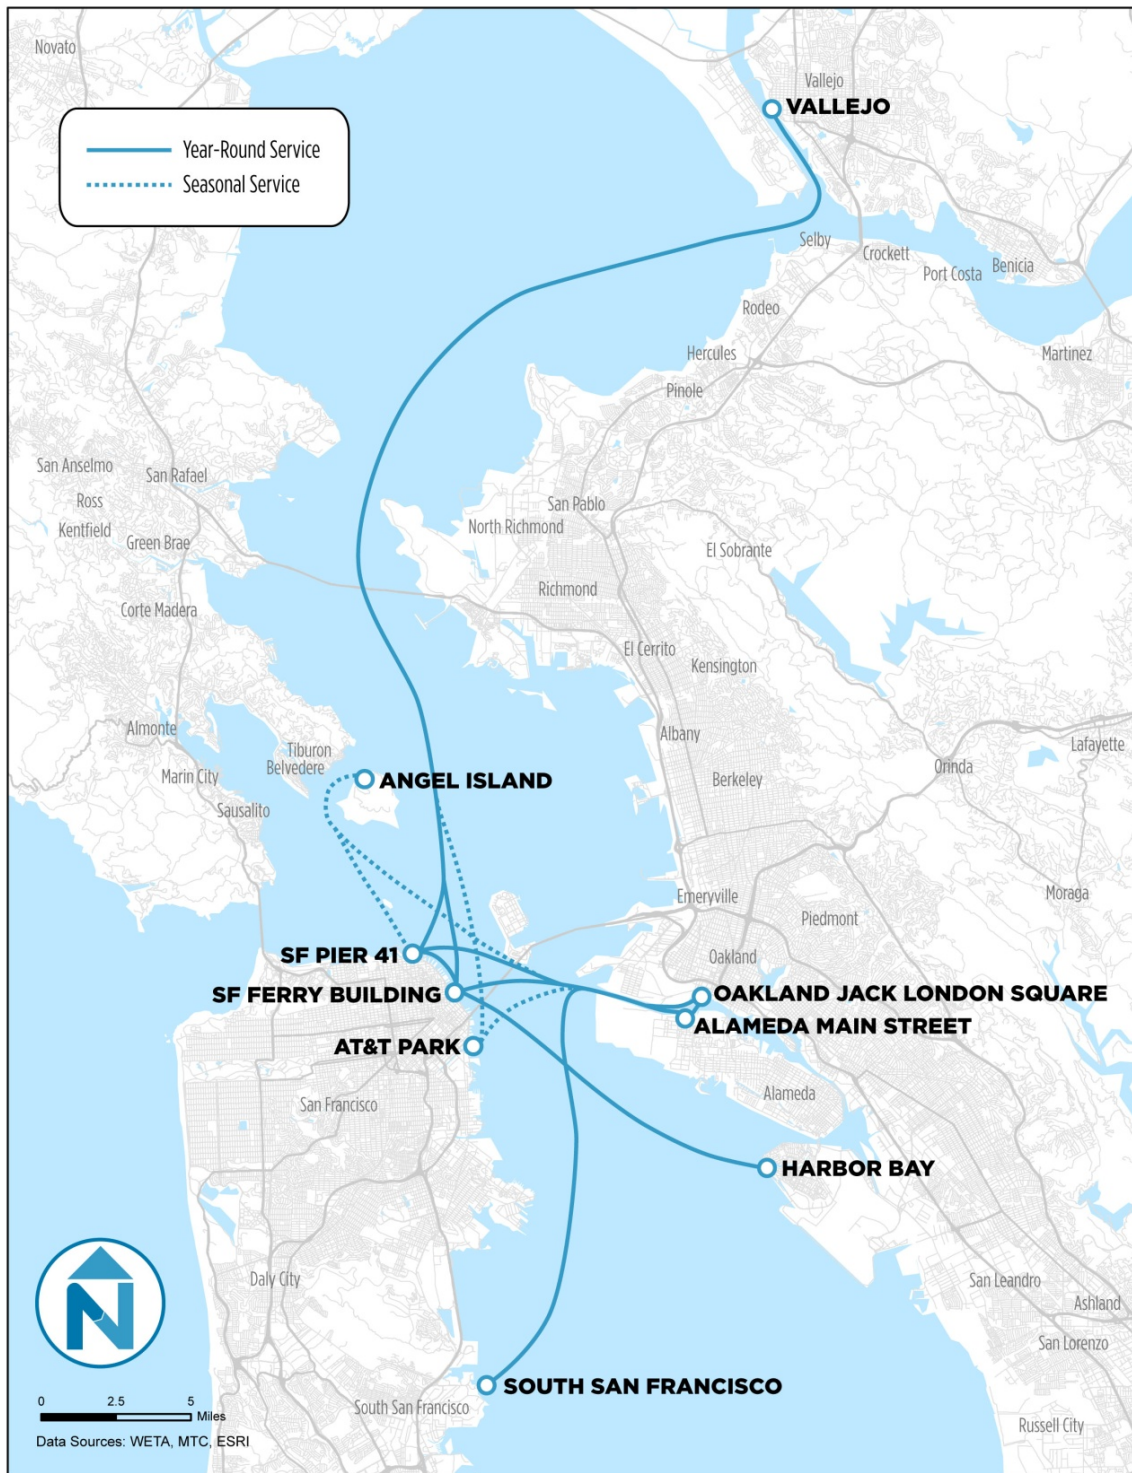 Novato
Vallejo
VALLEJO
Year-Round Service
Seasonal Service
Selby
Crockett
Port Costa
Benicia
Rodeo
Hercules
Martinez
Pinole
San Anselmo
San Rafael
Ross
Kentfield
Green Brae
San Pablo
North Richmond
El Sobrante
Richmond
Corte Madera
El Cerrito
Kensington
Almonte
Tiburon
Belvedere
Marin City
Albany
Lafayette
Orinda
ANGEL ISLAND
Berkeley
Sausalito
Emeryville
Moraga
Piedmont
SF PIER 41
Oakland
SF FERRY BUILDING
OAKLAND JACK LONDON SQUARE
ALAMEDA MAIN STREET
AT&T PARK
San Francisco
Alameda
HARBOR BAY
N
Daly City
San Leandro
Ashland
San Lorenzo
SOUTH SAN FRANCISCO
South San Francisco
Russell City
0 2.5 5
Miles
Data Sources: WETA, MTC, ESRI